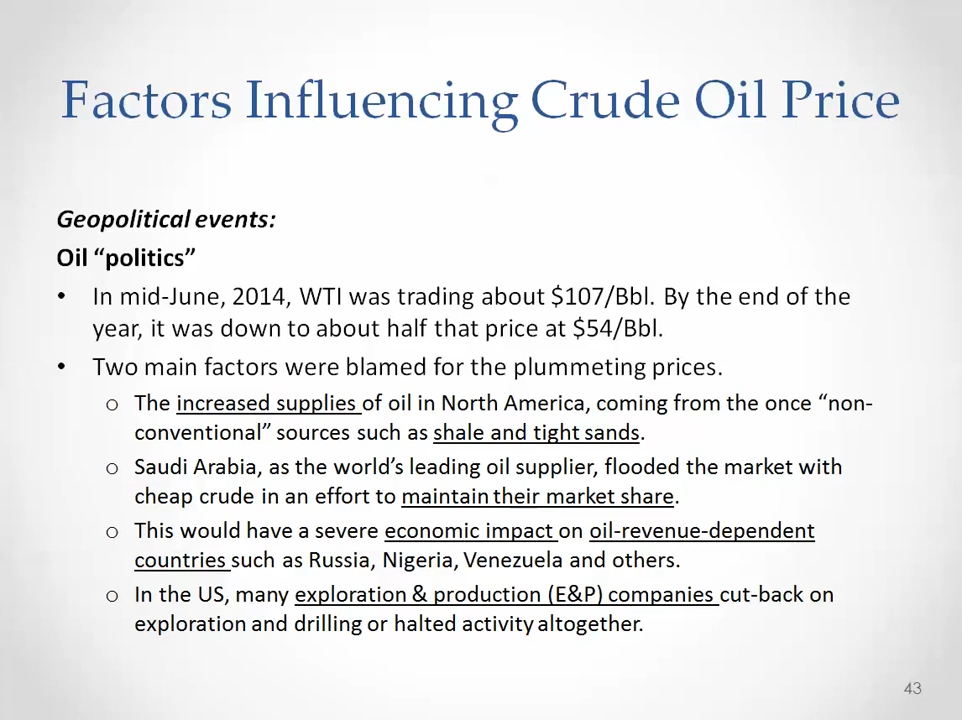 Factors Influencing Crude Oil Price
Geopolitical events:
Oil “politics”
• In mid-June, 2014, WTI was trading about $107/Bbl. By the end of the
year, it was down to about half that price at $54/Bbl.
• Two main factors were blamed for the plummeting prices.
o The increased supplies of oil in North America, coming from the once “non-
conventional” sources such as shale and tight sands.
o Saudi Arabia, as the world’s leading oil supplier, flooded the market with
cheap crude in an effort to maintain their market share.
o This would have a severe economic impact on oil-revenue-dependent
countries such as Russia, Nigeria, Venezuela and others.
o In the US, many exploration & production (E&P) companies cut-back on
exploration and drilling or halted activity altogether.
43